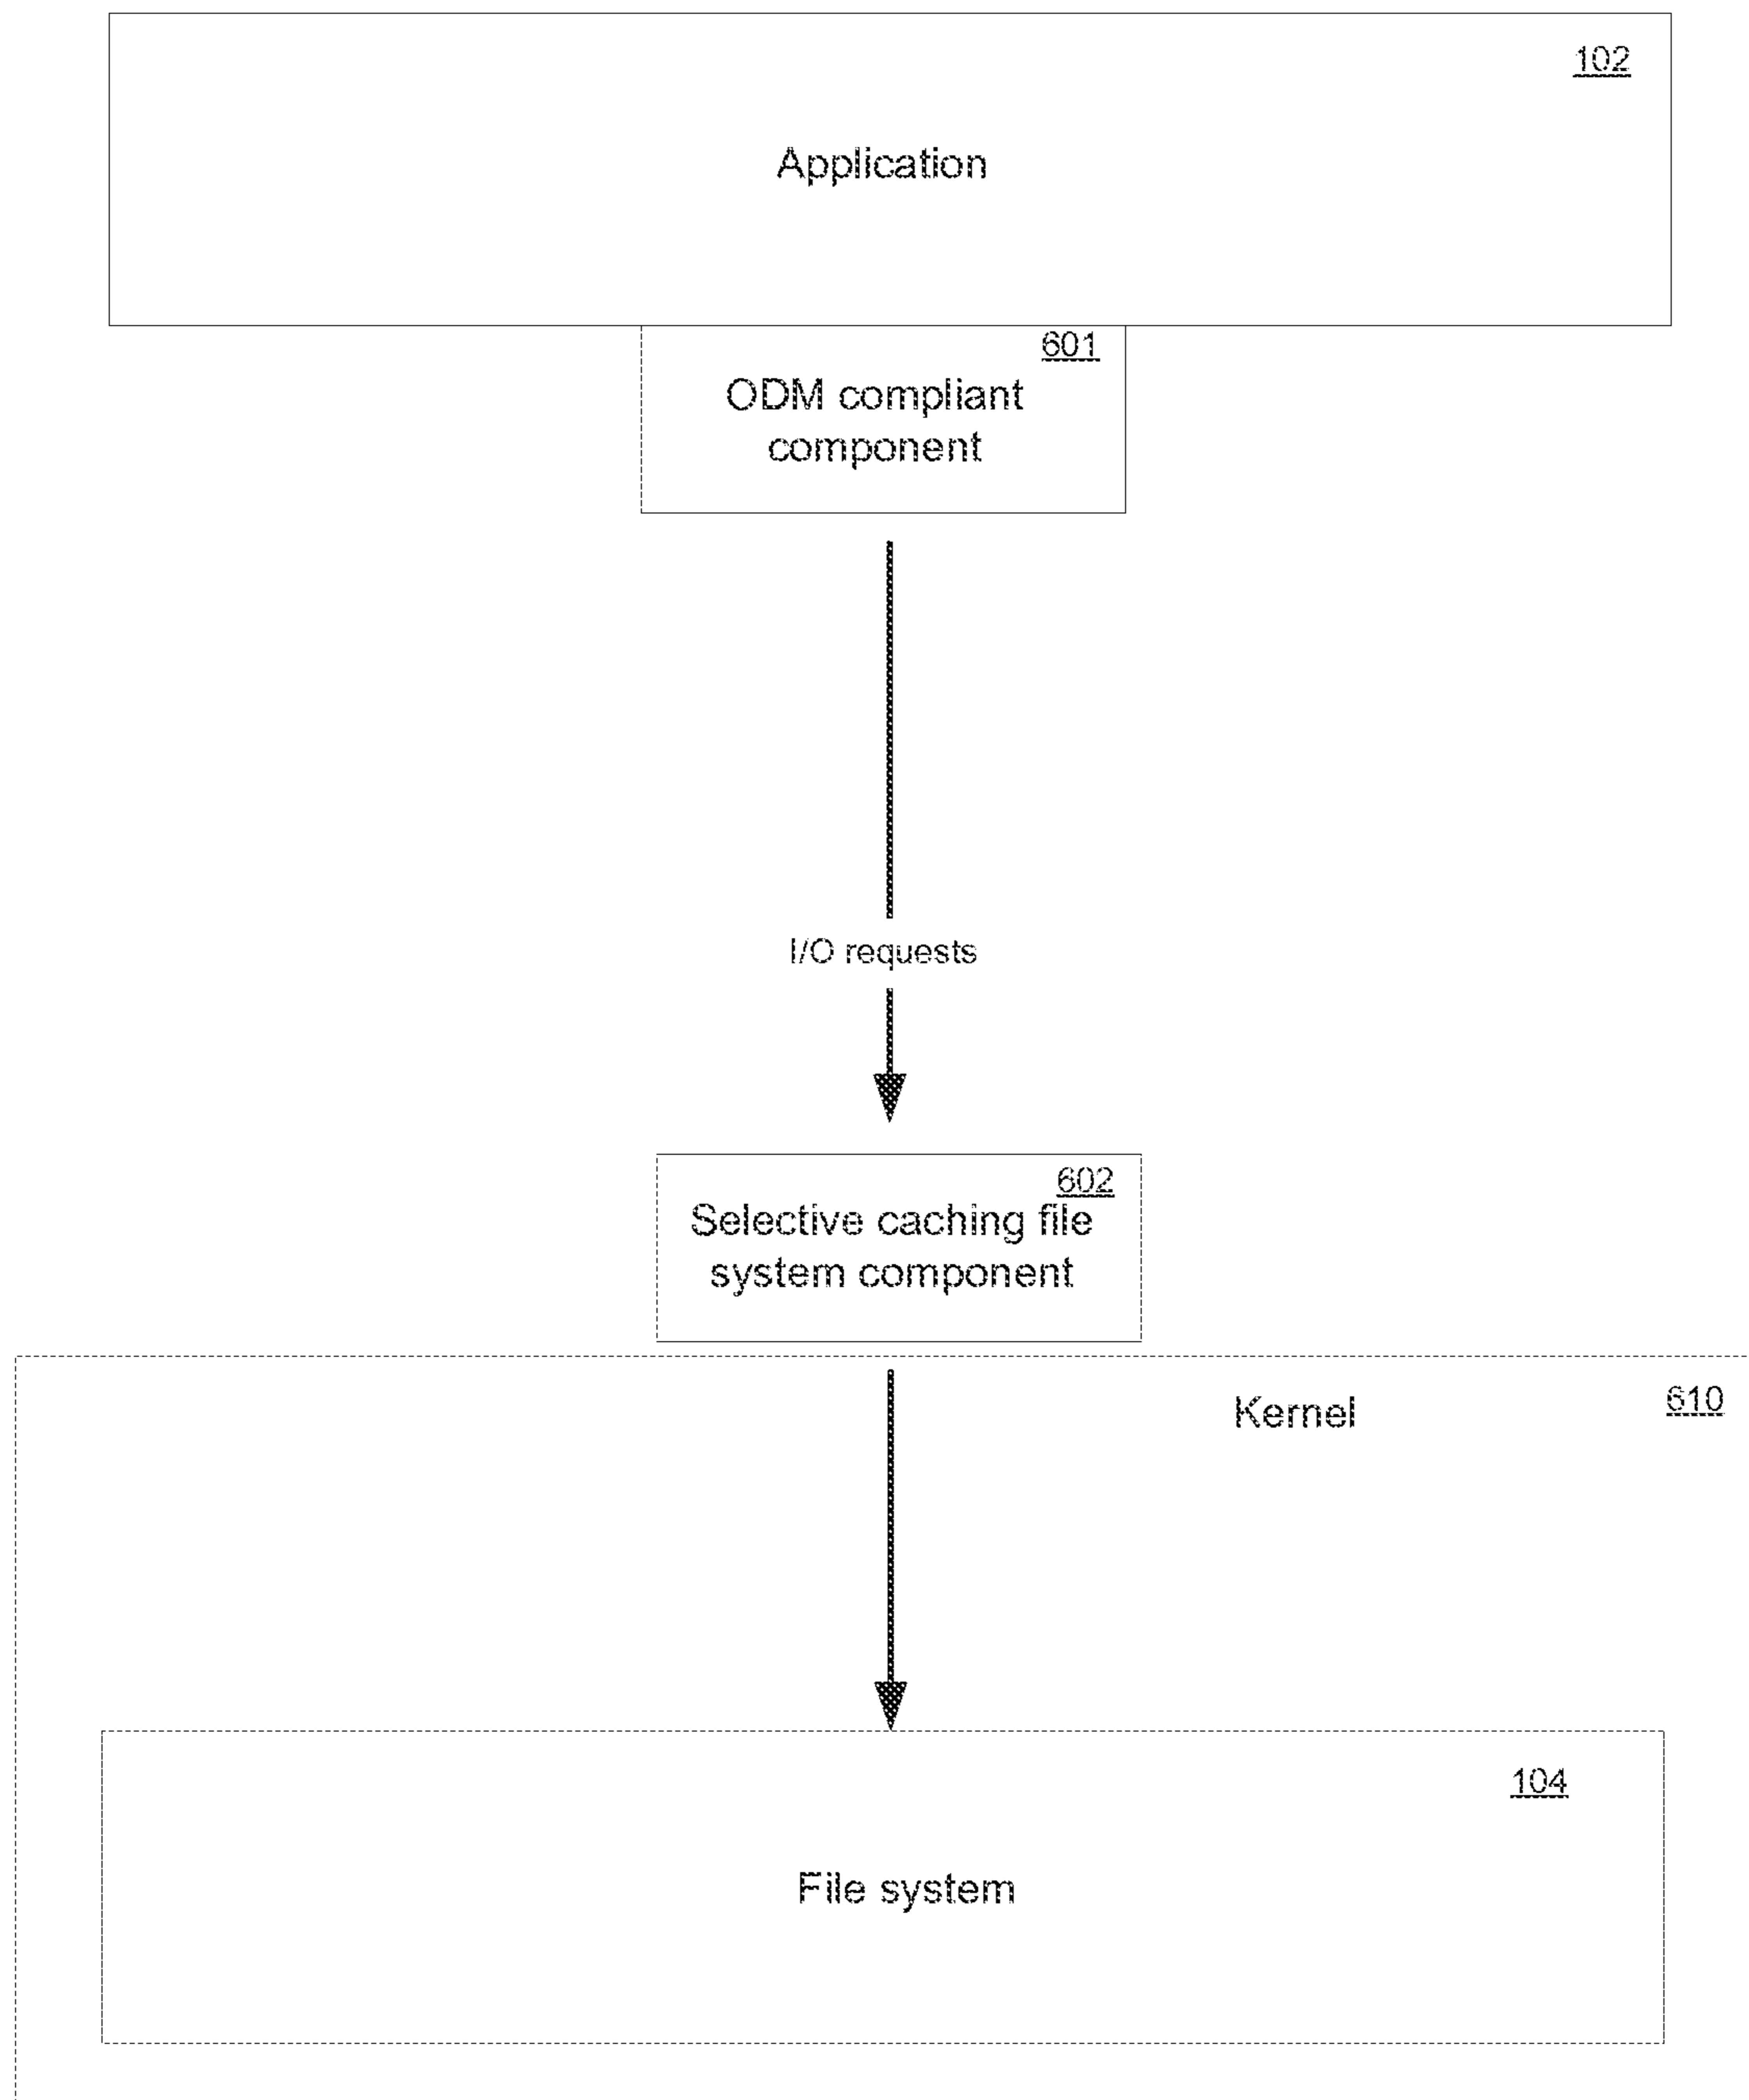 102
Application
601
ODM compliant
component
I/O requests
602
Selective caching file
system component
Kernel
610
104
File system